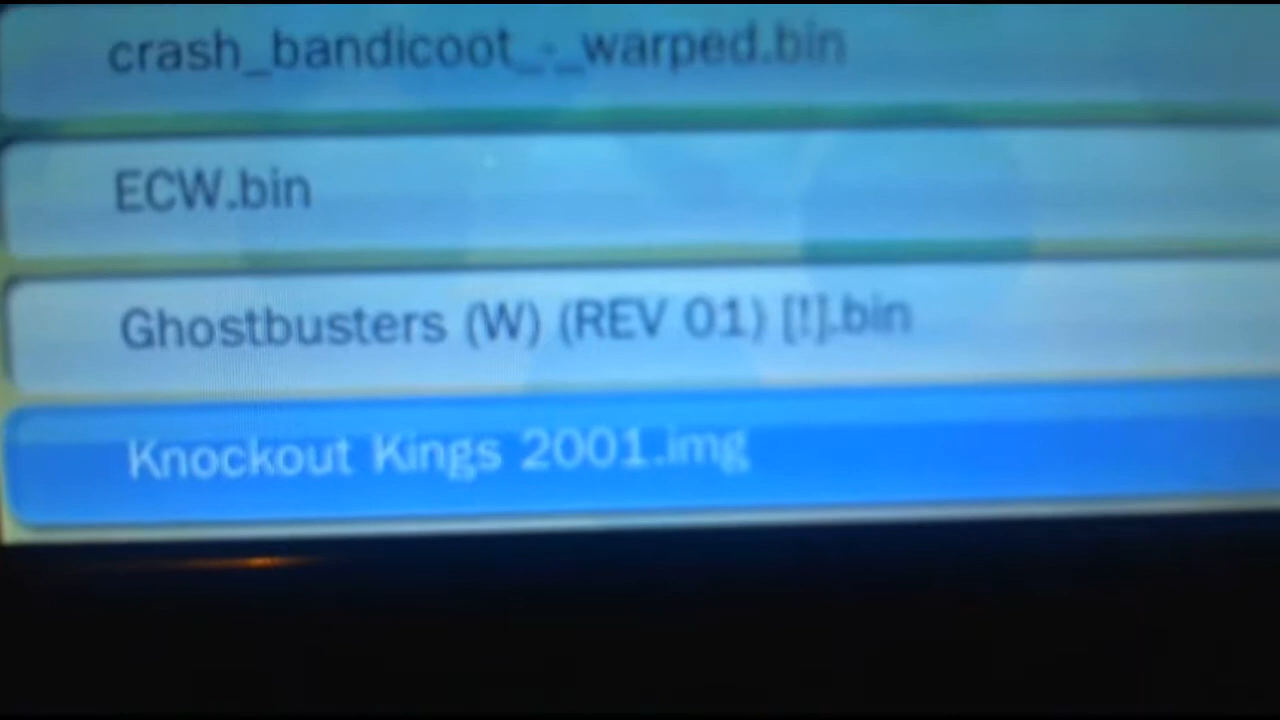 crash_bandicoot_-_warped.bin
ECW.bin
Ghostbusters (W) (REV 01) [!].bin
Knockout Kings 2001.img